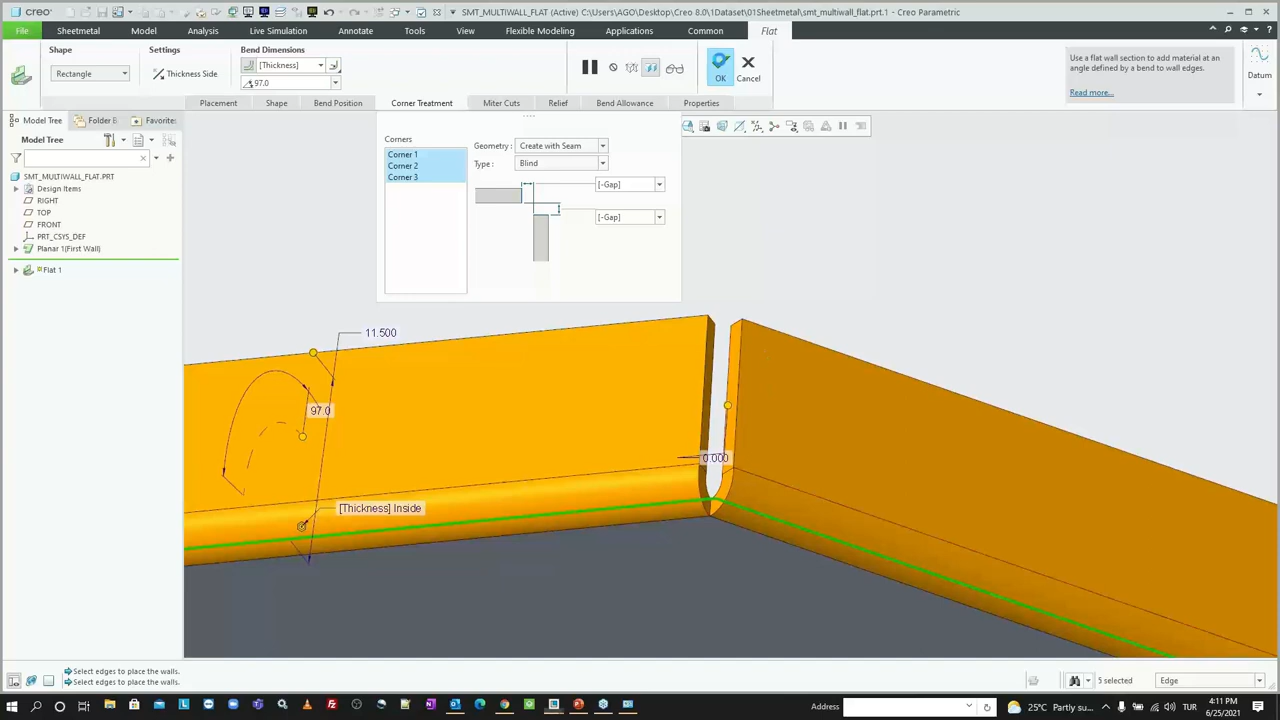 SMT_MULTIWALL_FLAT (Active) C:\Users\AGO\Desktop\Creo 8.0\1Dataset\01Sheetmetal\smt_multiwall_flat.prt.1 - Creo Parametric
File Sheetmetal Model Analysis Live Simulation Annotate Tools View Flexible Modeling Applications Common Flat
Shape Settings Bend Dimensions
Rectangle Thickness Side [Thickness]
97.0
OK Cancel
Use a flat wall section to add material at an angle defined by a bend to wall edges.
Read more...
Datum
Placement Shape Bend Position Corner Treatment Miter Cuts Relief Bend Allowance Properties
Model Tree Folder B Favorites
Model Tree
SMT_MULTIWALL_FLAT.PRT
Design Items
RIGHT
TOP
FRONT
PRT_CSYS_DEF
Planar 1(First Wall)
Flat 1
Corners
Corner 1
Corner 2
Corner 3
Geometry : Create with Seam
Type : Blind
[-Gap]
[-Gap]
11.500
97.0
0.000
[Thickness] Inside
Select edges to place the walls.
Select edges to place the walls.
5 selected Edge
Address 25°C Partly su... TUR 4:11 PM
6/25/2021